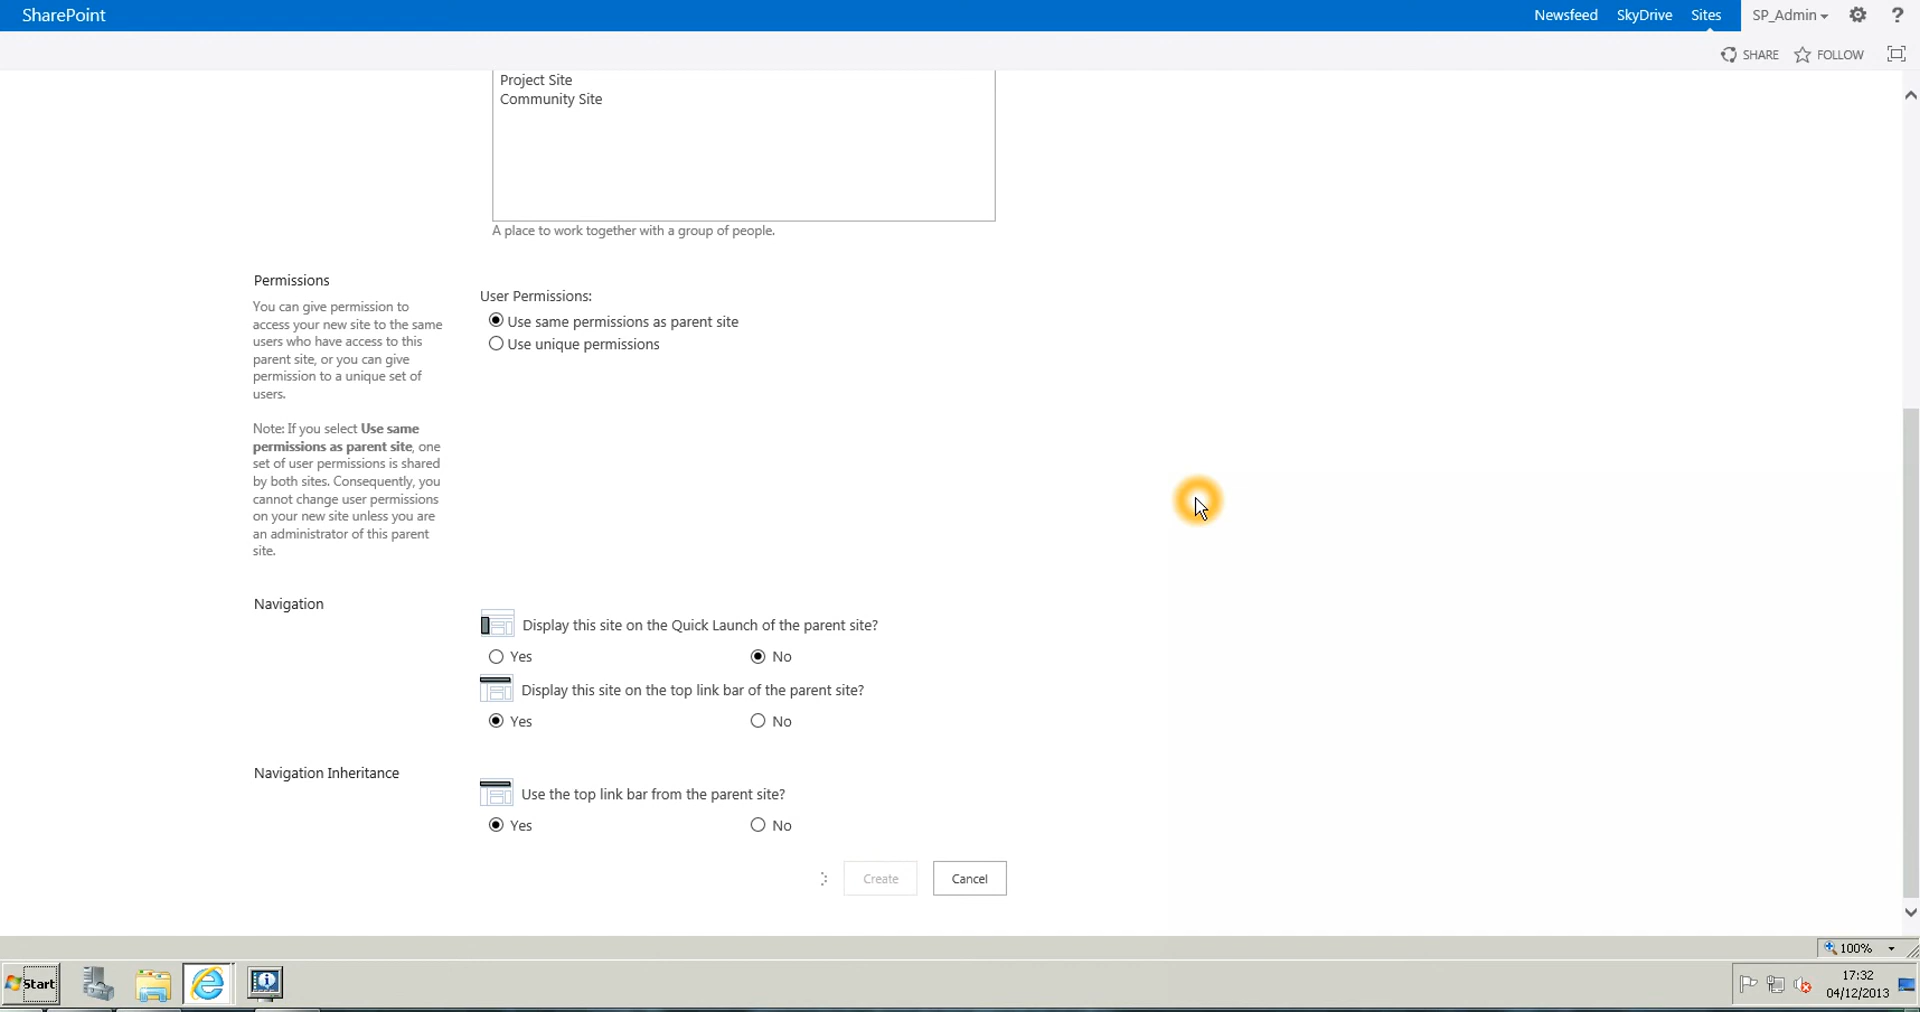 SharePoint
Newsfeed SkyDrive Sites SP_Admin ?
SHARE FOLLOW
Project Site
Community Site
A place to work together with a group of people.
Permissions
You can give permission to
access your new site to the same
users who have access to this
parent site, or you can give
permission to a unique set of
users.
Note: If you select Use same
permissions as parent site, one
set of user permissions is shared
by both sites. Consequently, you
cannot change user permissions
on your new site unless you are
an administrator of this parent
site.
User Permissions:
Use same permissions as parent site
Use unique permissions
Navigation
Display this site on the Quick Launch of the parent site?
Yes No
Display this site on the top link bar of the parent site?
Yes No
Navigation Inheritance
Use the top link bar from the parent site?
Yes No
Create Cancel
100%
Start
17:32
04/12/2013